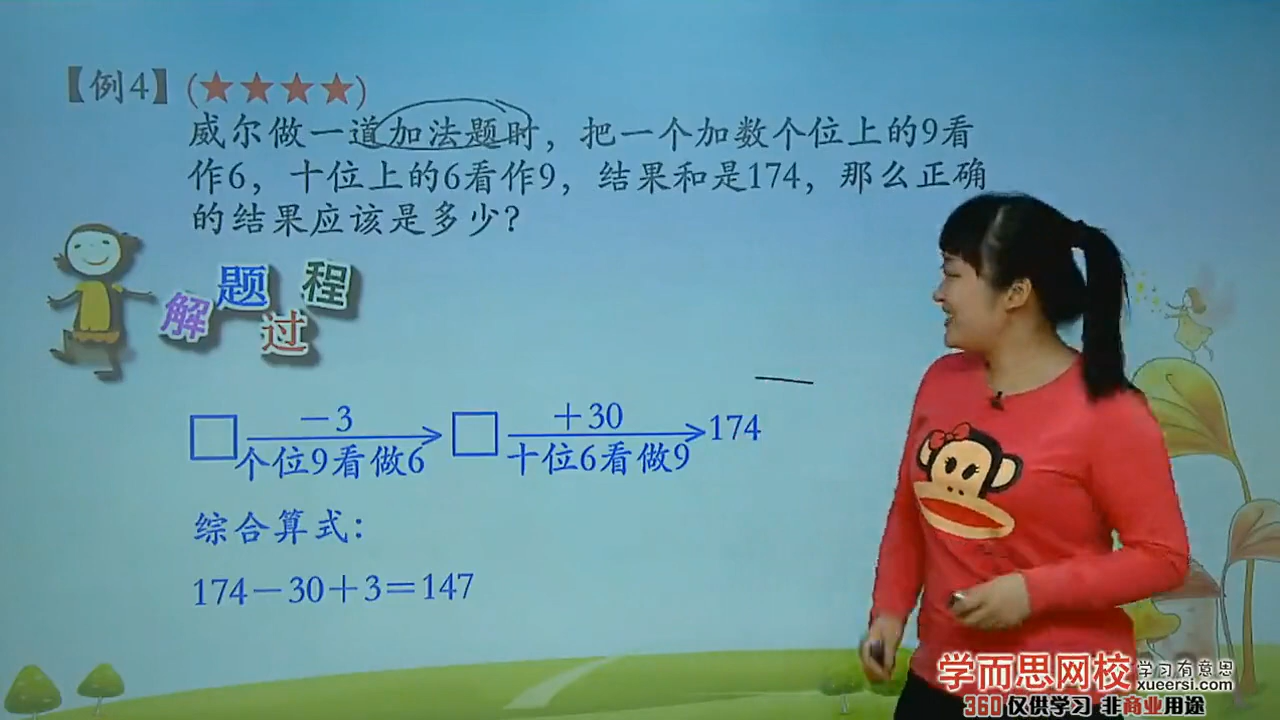 【例4】(★★★★)
威尔做一道加法题时，把一个加数个位上的9看
作6，十位上的6看作9，结果和是174，那么正确
的结果应该是多少？
解题过程
□ －3 □ ＋30 174
个位9看做6 十位6看做9
综合算式：
174－30＋3＝147
学而思网校 学习有意思
xueersi.com
360仅供学习 非商业用途